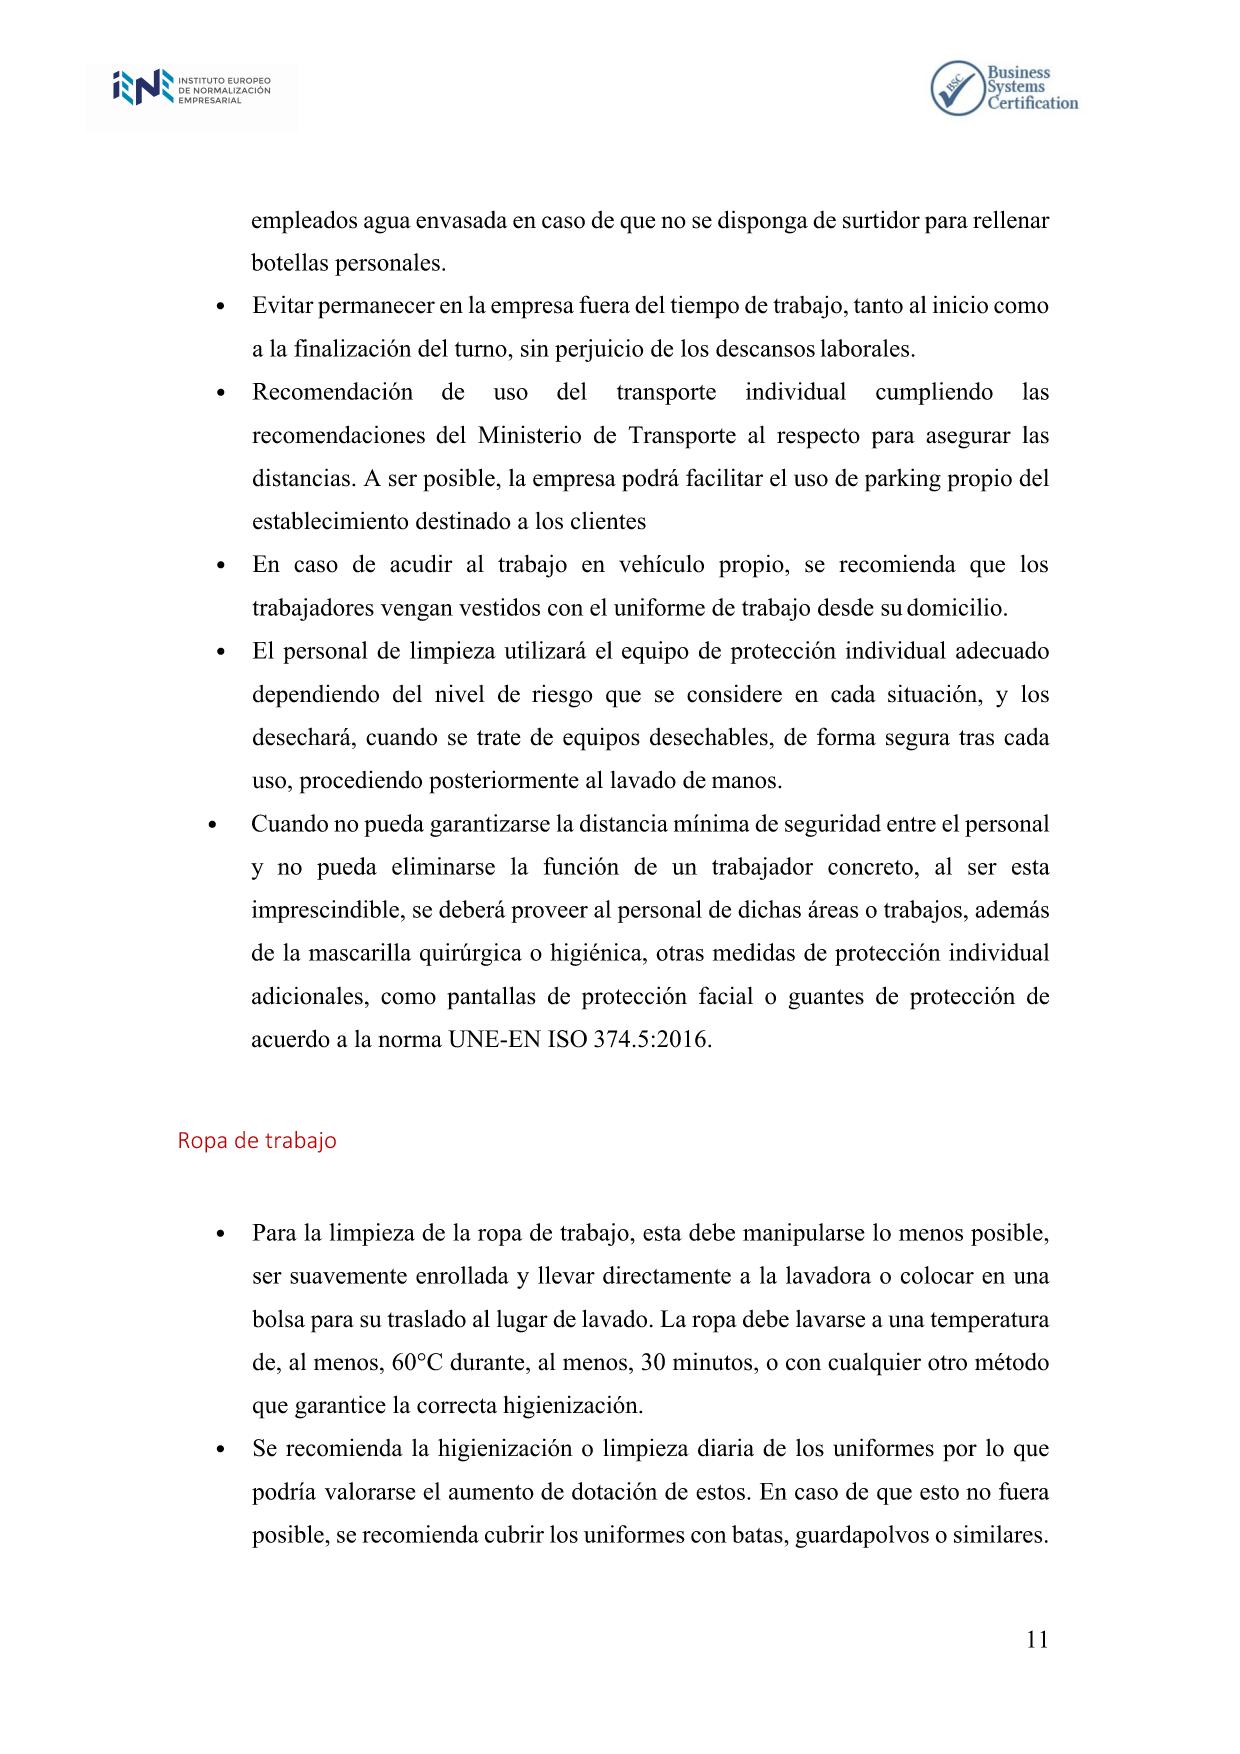 iENE INSTITUTO EUROPEO
DE NORMALIZACIÓN
EMPRESARIAL
BSC Business
Systems
Certification
empleados agua envasada en caso de que no se disponga de surtidor para rellenar
botellas personales.
• Evitar permanecer en la empresa fuera del tiempo de trabajo, tanto al inicio como
a la finalización del turno, sin perjuicio de los descansos laborales.
• Recomendación de uso del transporte individual cumpliendo las
recomendaciones del Ministerio de Transporte al respecto para asegurar las
distancias. A ser posible, la empresa podrá facilitar el uso de parking propio del
establecimiento destinado a los clientes
• En caso de acudir al trabajo en vehículo propio, se recomienda que los
trabajadores vengan vestidos con el uniforme de trabajo desde su domicilio.
• El personal de limpieza utilizará el equipo de protección individual adecuado
dependiendo del nivel de riesgo que se considere en cada situación, y los
desechará, cuando se trate de equipos desechables, de forma segura tras cada
uso, procediendo posteriormente al lavado de manos.
• Cuando no pueda garantizarse la distancia mínima de seguridad entre el personal
y no pueda eliminarse la función de un trabajador concreto, al ser esta
imprescindible, se deberá proveer al personal de dichas áreas o trabajos, además
de la mascarilla quirúrgica o higiénica, otras medidas de protección individual
adicionales, como pantallas de protección facial o guantes de protección de
acuerdo a la norma UNE-EN ISO 374.5:2016.
Ropa de trabajo
• Para la limpieza de la ropa de trabajo, esta debe manipularse lo menos posible,
ser suavemente enrollada y llevar directamente a la lavadora o colocar en una
bolsa para su traslado al lugar de lavado. La ropa debe lavarse a una temperatura
de, al menos, 60°C durante, al menos, 30 minutos, o con cualquier otro método
que garantice la correcta higienización.
• Se recomienda la higienización o limpieza diaria de los uniformes por lo que
podría valorarse el aumento de dotación de estos. En caso de que esto no fuera
posible, se recomienda cubrir los uniformes con batas, guardapolvos o similares.
11